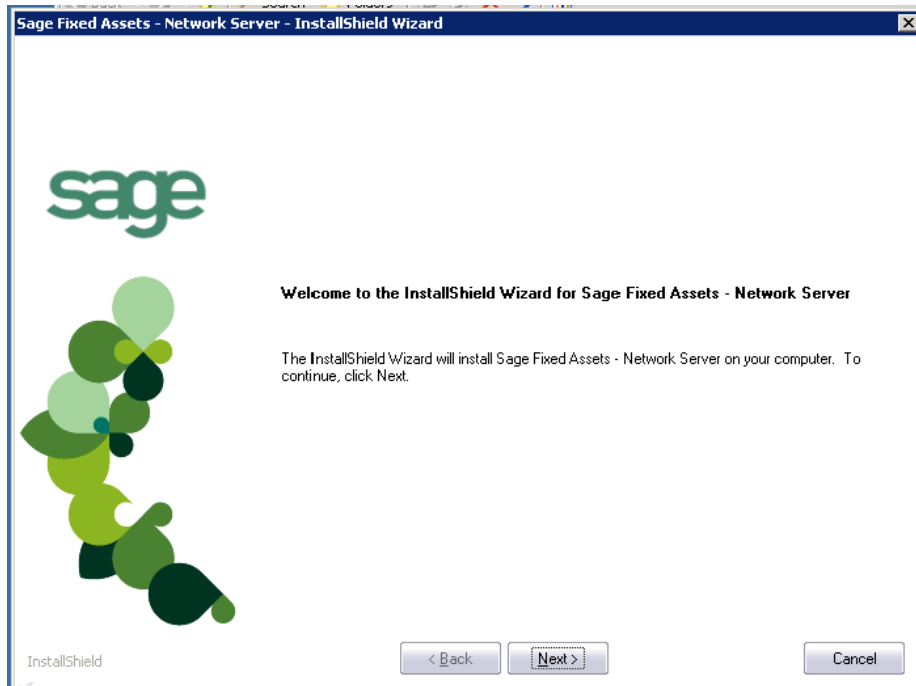 Search Folders
Sage Fixed Assets - Network Server - InstallShield Wizard
sage
Welcome to the InstallShield Wizard for Sage Fixed Assets - Network Server
The InstallShield Wizard will install Sage Fixed Assets - Network Server on your computer. To
continue, click Next.
InstallShield
< Back
Next >
Cancel